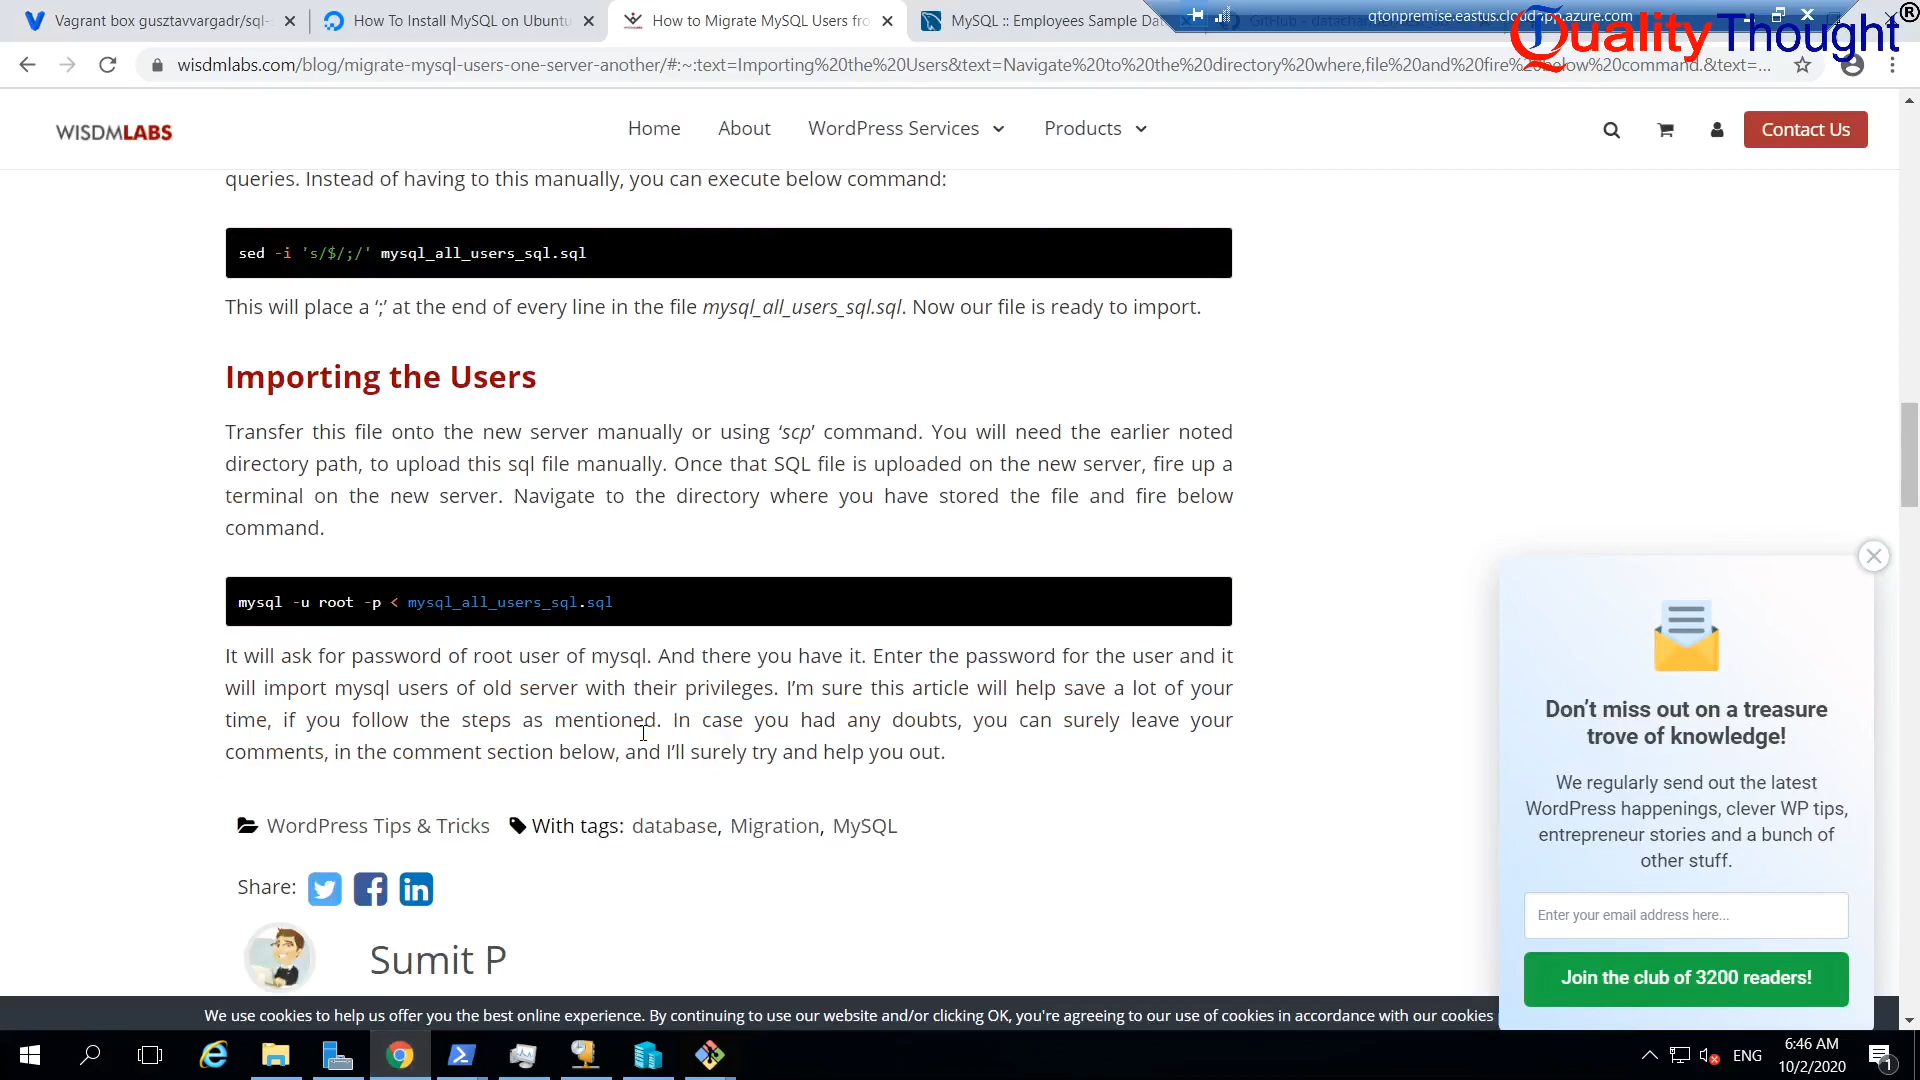 Vagrant box gusztavvargadr/sql-
How To Install MySQL on Ubuntu
How to Migrate MySQL Users fro
MySQL :: Employees Sample Dat
qtonpremise.eastus.cloudapp.azure.com
QualityThought®
wisdmlabs.com/blog/migrate-mysql-users-one-server-another/#:~:text=Importing%20the%20Users&text=Navigate%20to%20the%20directory%20where,file%20and%20fire%20below%20command.&text=...
WISDMLABS
Home
About
WordPress Services
Products
Contact Us
queries. Instead of having to this manually, you can execute below command:
sed -i 's/$/;/' mysql_all_users_sql.sql
This will place a ‘;’ at the end of every line in the file mysql_all_users_sql.sql. Now our file is ready to import.
Importing the Users
Transfer this file onto the new server manually or using ‘scp’ command. You will need the earlier noted
directory path, to upload this sql file manually. Once that SQL file is uploaded on the new server, fire up a
terminal on the new server. Navigate to the directory where you have stored the file and fire below
command.
mysql -u root -p < mysql_all_users_sql.sql
It will ask for password of root user of mysql. And there you have it. Enter the password for the user and it
will import mysql users of old server with their privileges. I’m sure this article will help save a lot of your
time, if you follow the steps as mentioned. In case you had any doubts, you can surely leave your
comments, in the comment section below, and I’ll surely try and help you out.
WordPress Tips & Tricks
With tags: database, Migration, MySQL
Share:
Sumit P
Don’t miss out on a treasure
trove of knowledge!
We regularly send out the latest
WordPress happenings, clever WP tips,
entrepreneur stories and a bunch of
other stuff.
Enter your email address here...
Join the club of 3200 readers!
We use cookies to help us offer you the best online experience. By continuing to use our website and/or clicking OK, you're agreeing to our use of cookies in accordance with our cookies
ENG
6:46 AM
10/2/2020
1